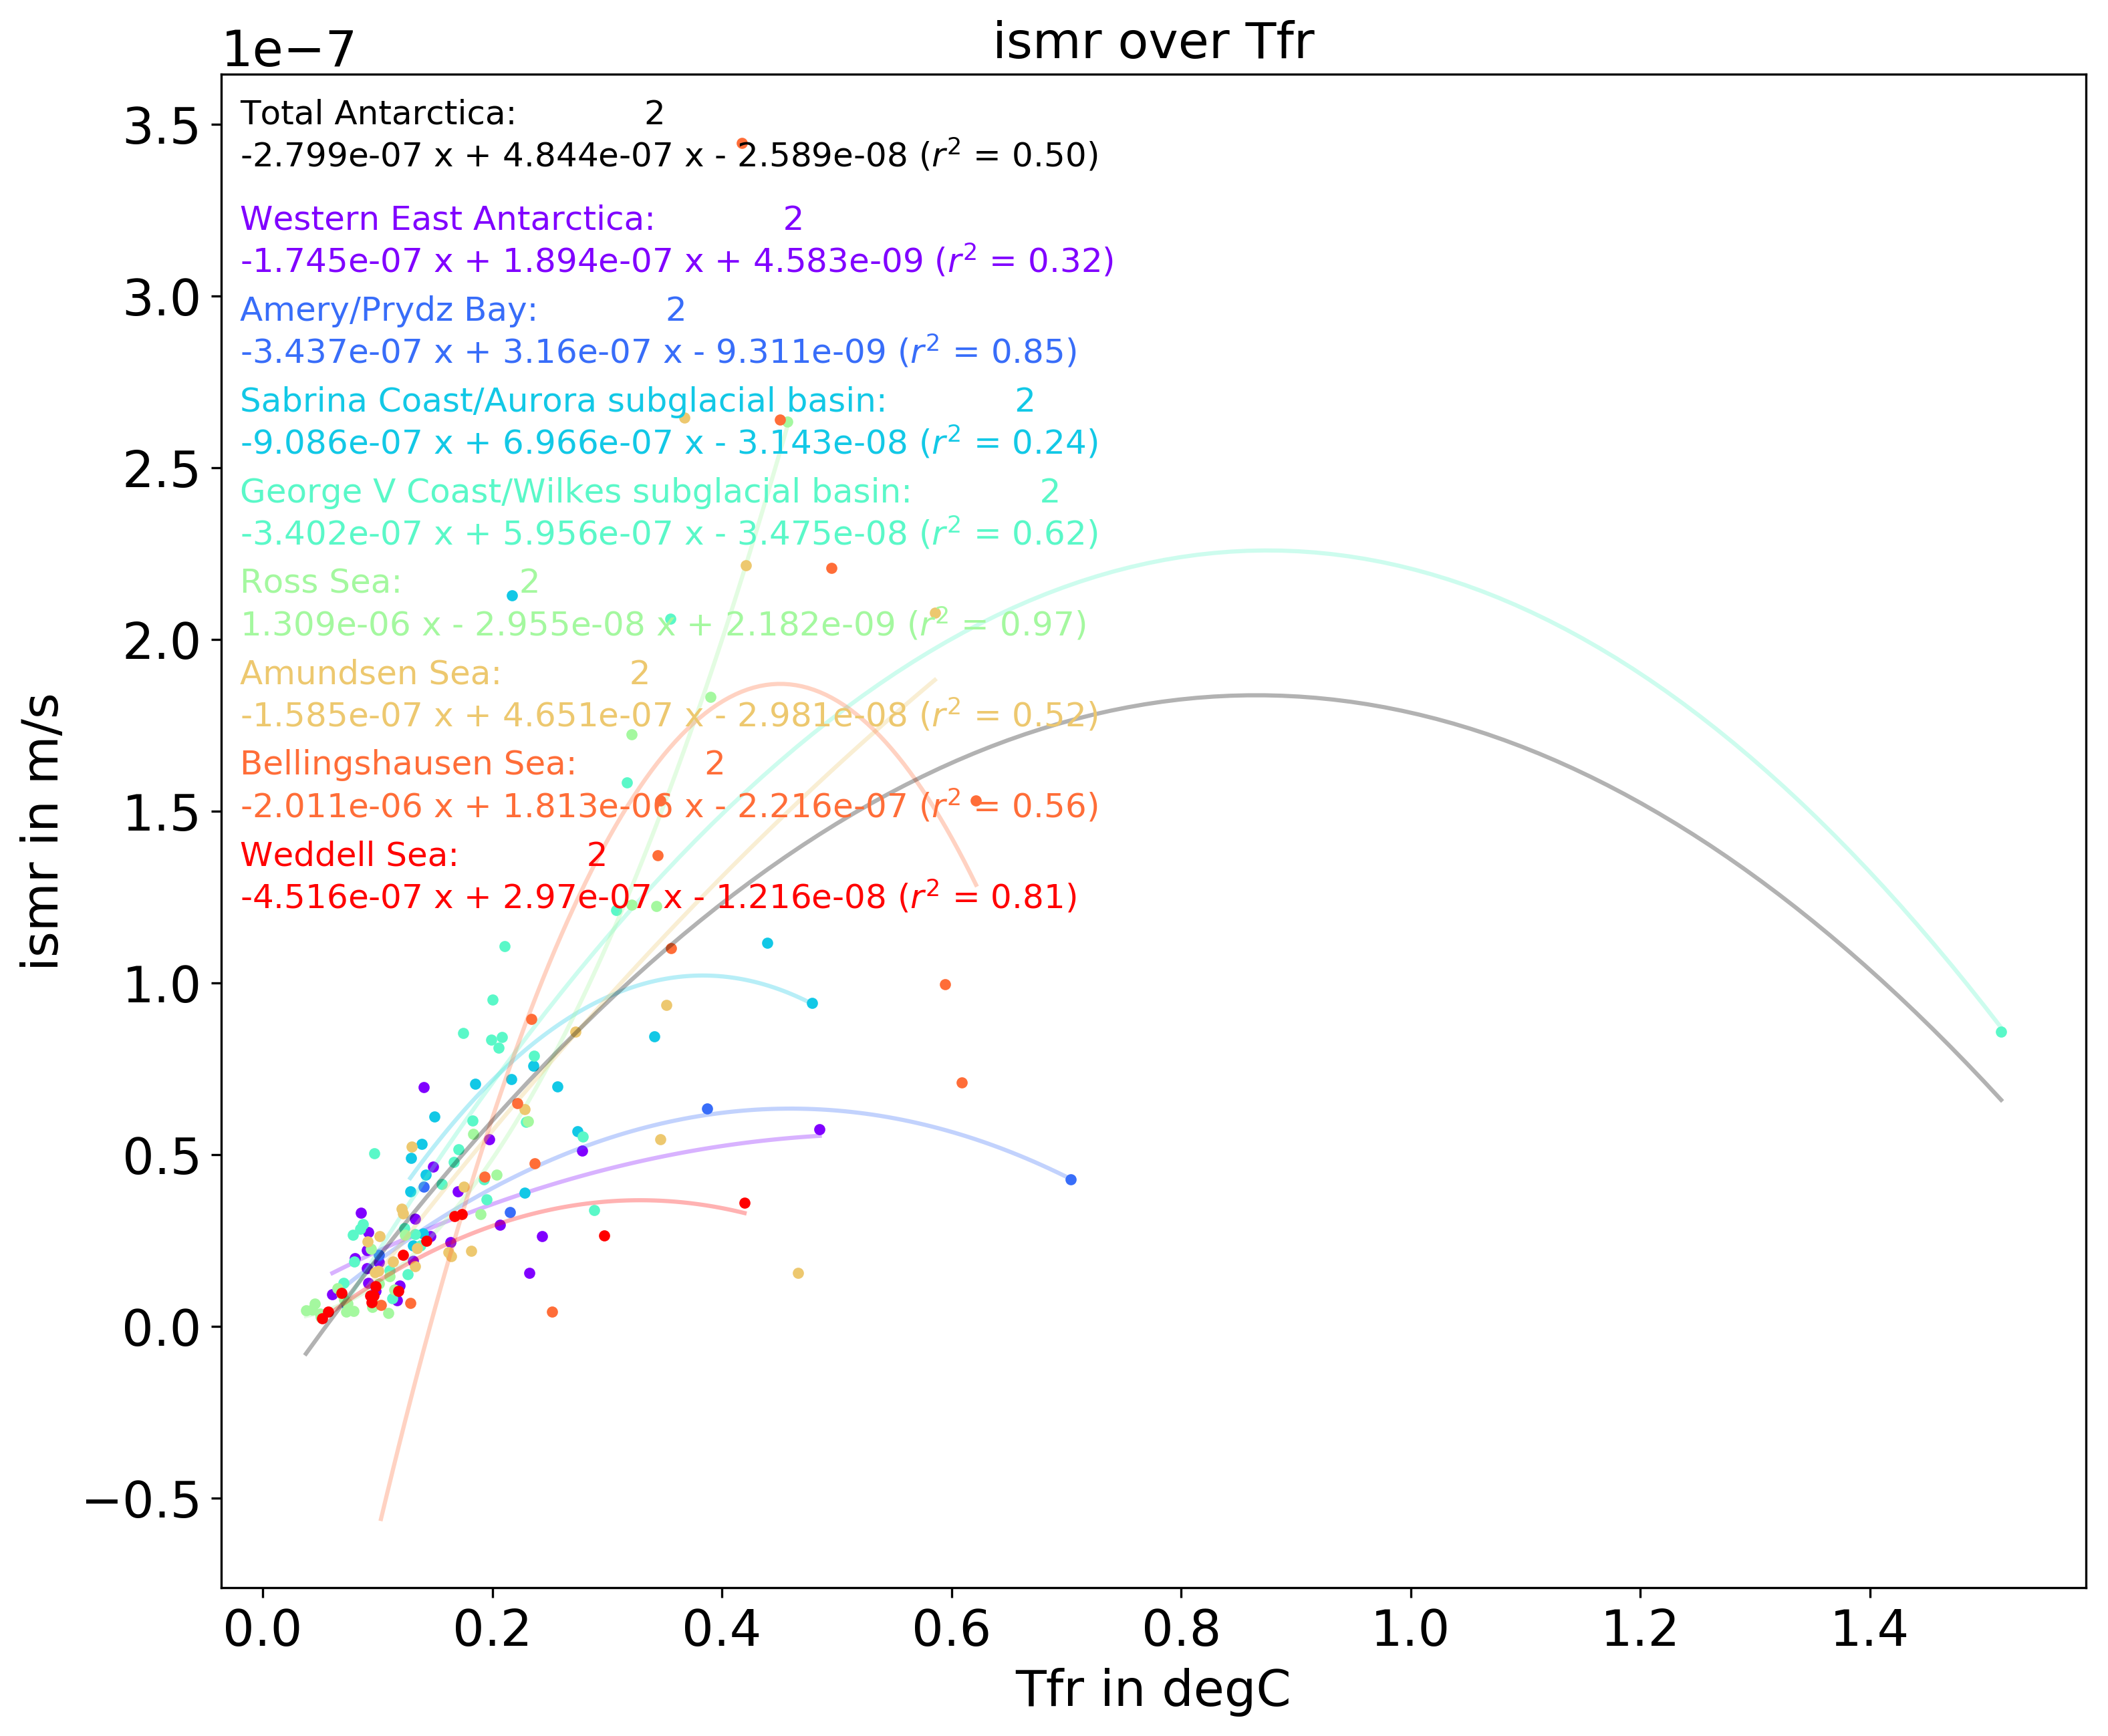 ismr over Tfr
1e−7
Total Antarctica: 2
-2.799e-07 x + 4.844e-07 x - 2.589e-08 (r² = 0.50)
Western East Antarctica: 2
-1.745e-07 x + 1.894e-07 x + 4.583e-09 (r² = 0.32)
Amery/Prydz Bay: 2
-3.437e-07 x + 3.16e-07 x - 9.311e-09 (r² = 0.85)
Sabrina Coast/Aurora subglacial basin: 2
-9.086e-07 x + 6.966e-07 x - 3.143e-08 (r² = 0.24)
George V Coast/Wilkes subglacial basin: 2
-3.402e-07 x + 5.956e-07 x - 3.475e-08 (r² = 0.62)
Ross Sea: 2
1.309e-06 x - 2.955e-08 x + 2.182e-09 (r² = 0.97)
Amundsen Sea: 2
-1.585e-07 x + 4.651e-07 x - 2.981e-08 (r² = 0.52)
Bellingshausen Sea: 2
-2.011e-06 x + 1.813e-06 x - 2.216e-07 (r² = 0.56)
Weddell Sea: 2
-4.516e-07 x + 2.97e-07 x - 1.216e-08 (r² = 0.81)
3.5
3.0
2.5
2.0
1.5
1.0
0.5
0.0
−0.5
ismr in m/s
0.0 0.2 0.4 0.6 0.8 1.0 1.2 1.4
Tfr in degC